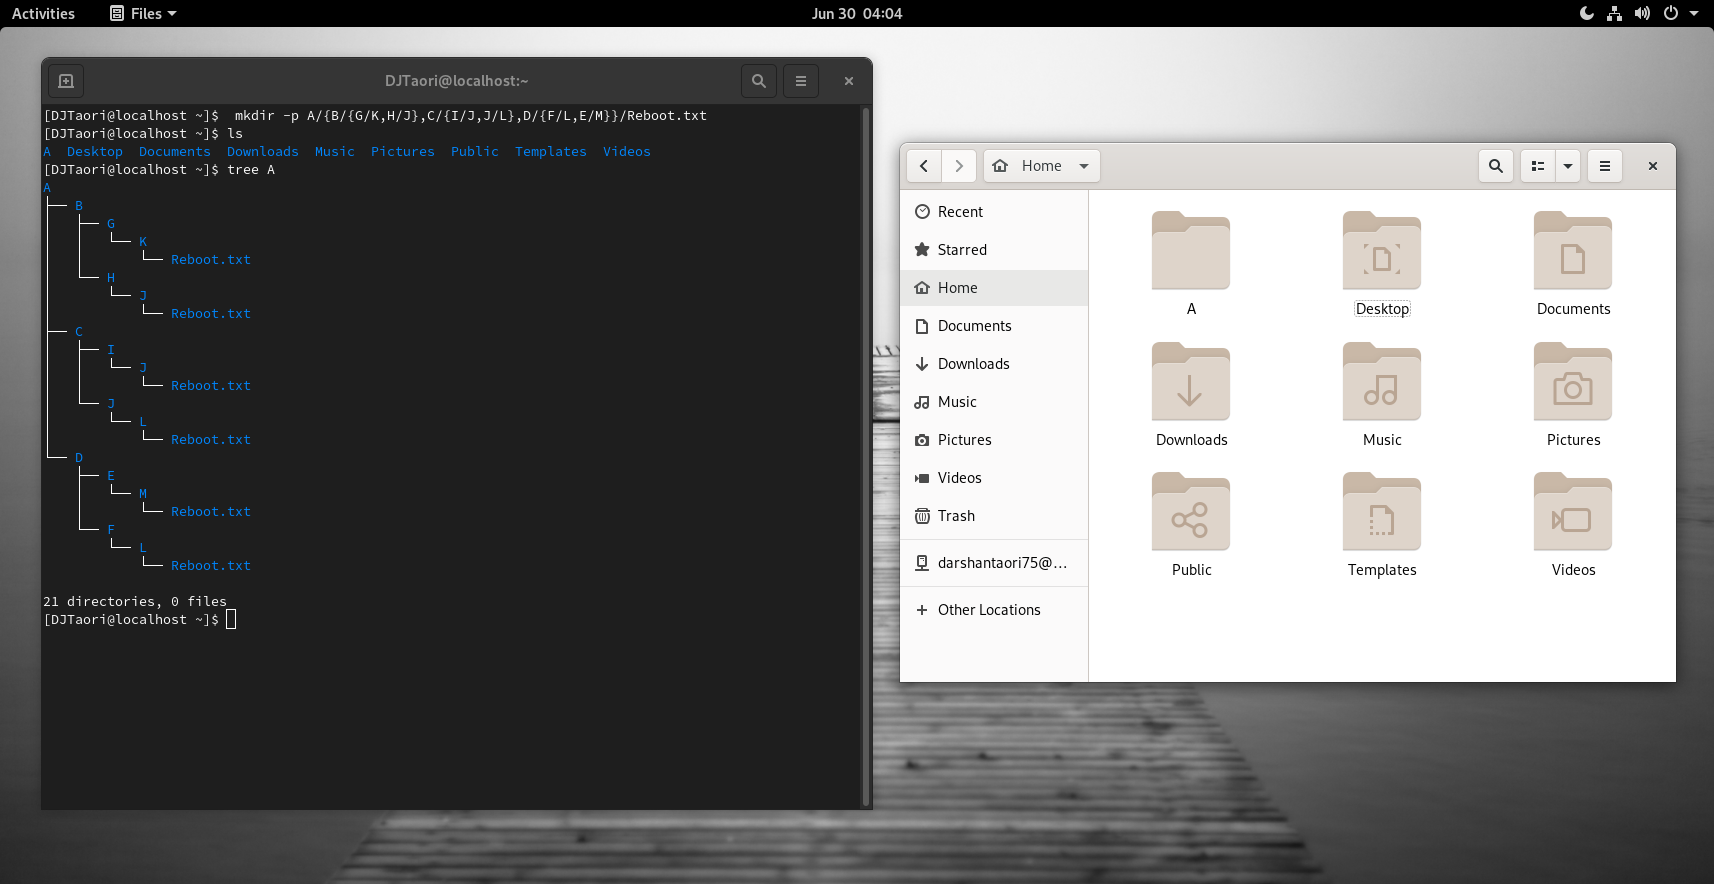 Activities Files Jun 30 04:04
DJTaori@localhost:~
[DJTaori@localhost ~]$  mkdir -p A/{B/{G/K,H/J},C/{I/J,J/L},D/{F/L,E/M}}/Reboot.txt
[DJTaori@localhost ~]$ ls
A  Desktop  Documents  Downloads  Music  Pictures  Public  Templates  Videos
[DJTaori@localhost ~]$ tree A
A
├── B
│   ├── G
│   │   └── K
│   │       └── Reboot.txt
│   └── H
│       └── J
│           └── Reboot.txt
├── C
│   ├── I
│   │   └── J
│   │       └── Reboot.txt
│   └── J
│       └── L
│           └── Reboot.txt
└── D
    ├── E
    │   └── M
    │       └── Reboot.txt
    └── F
        └── L
            └── Reboot.txt
21 directories, 0 files
[DJTaori@localhost ~]$
Home
Recent
Starred
Home
Documents
Downloads
Music
Pictures
Videos
Trash
darshantaori75@...
+ Other Locations
A Desktop Documents
Downloads Music Pictures
Public Templates Videos